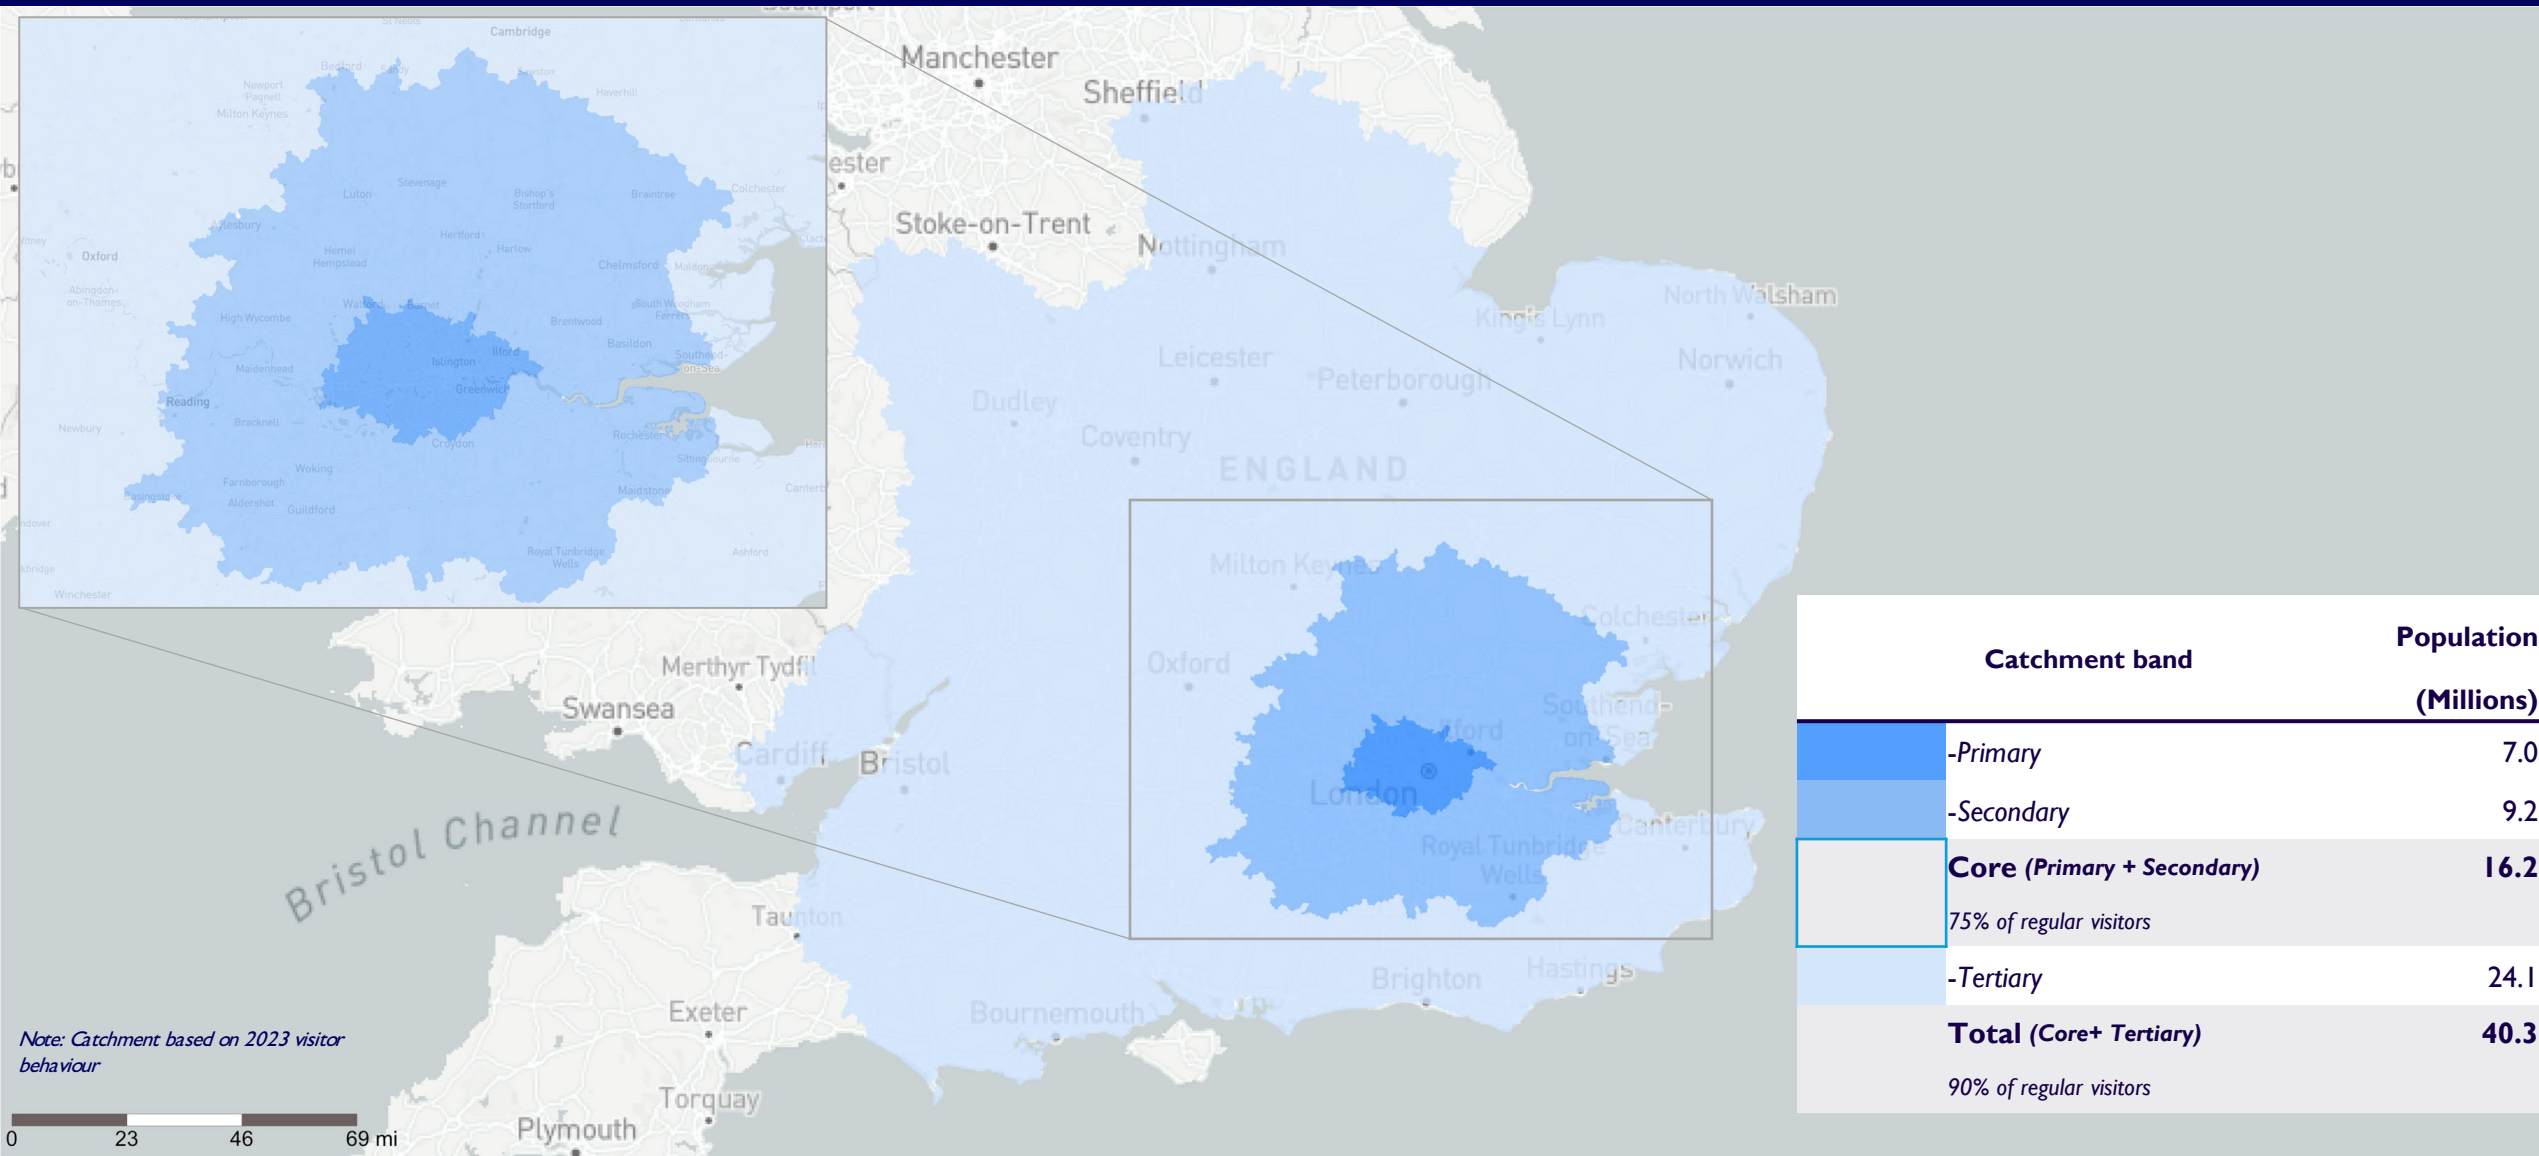 Cambridge
Bedford
Sandy
Sawston
Newport
Pagnell
Haverhill
Milton Keynes
Luton
Stevenage
Bishop's
Stortford
Braintree
Colchester
Aylesbury
Hertford
Hemel
Hempstead
Harlow
Oxford
Chelmsford
Maldon
Abingdon-
on-Thames
Watford
Barnet
South Woodham
Ferrers
High Wycombe
Brentwood
Basildon
Ilford
Islington
Southend-
on-Sea
Maidenhead
Greenwich
Reading
Newbury
Bracknell
Croydon
Rochester
Sittingbourne
Woking
Farnborough
Basingstoke
Aldershot
Guildford
Maidstone
Canterb
Royal Tunbridge
Wells
Ashford
Winchester
Manchester
Sheffield
ester
Stoke-on-Trent
Nottingham
North Walsham
King's Lynn
Leicester
Norwich
Peterborough
Dudley
Coventry
ENGLAND
Milton Keynes
Colchester
Oxford
Merthyr Tydfil
Swansea
Southend-
on-Sea
Ilford
Cardiff
Bristol
London
Bristol Channel
Canterbury
Royal Tunbridge
Wells
Taunton
Brighton
Hastings
Exeter
Bournemouth
Torquay
Plymouth
Catchment band
Population
(Millions)
-Primary 7.0
-Secondary 9.2
Core (Primary + Secondary) 16.2
75% of regular visitors
-Tertiary 24.1
Total (Core+ Tertiary) 40.3
90% of regular visitors
Note: Catchment based on 2023 visitor
behaviour
0 23 46 69 mi